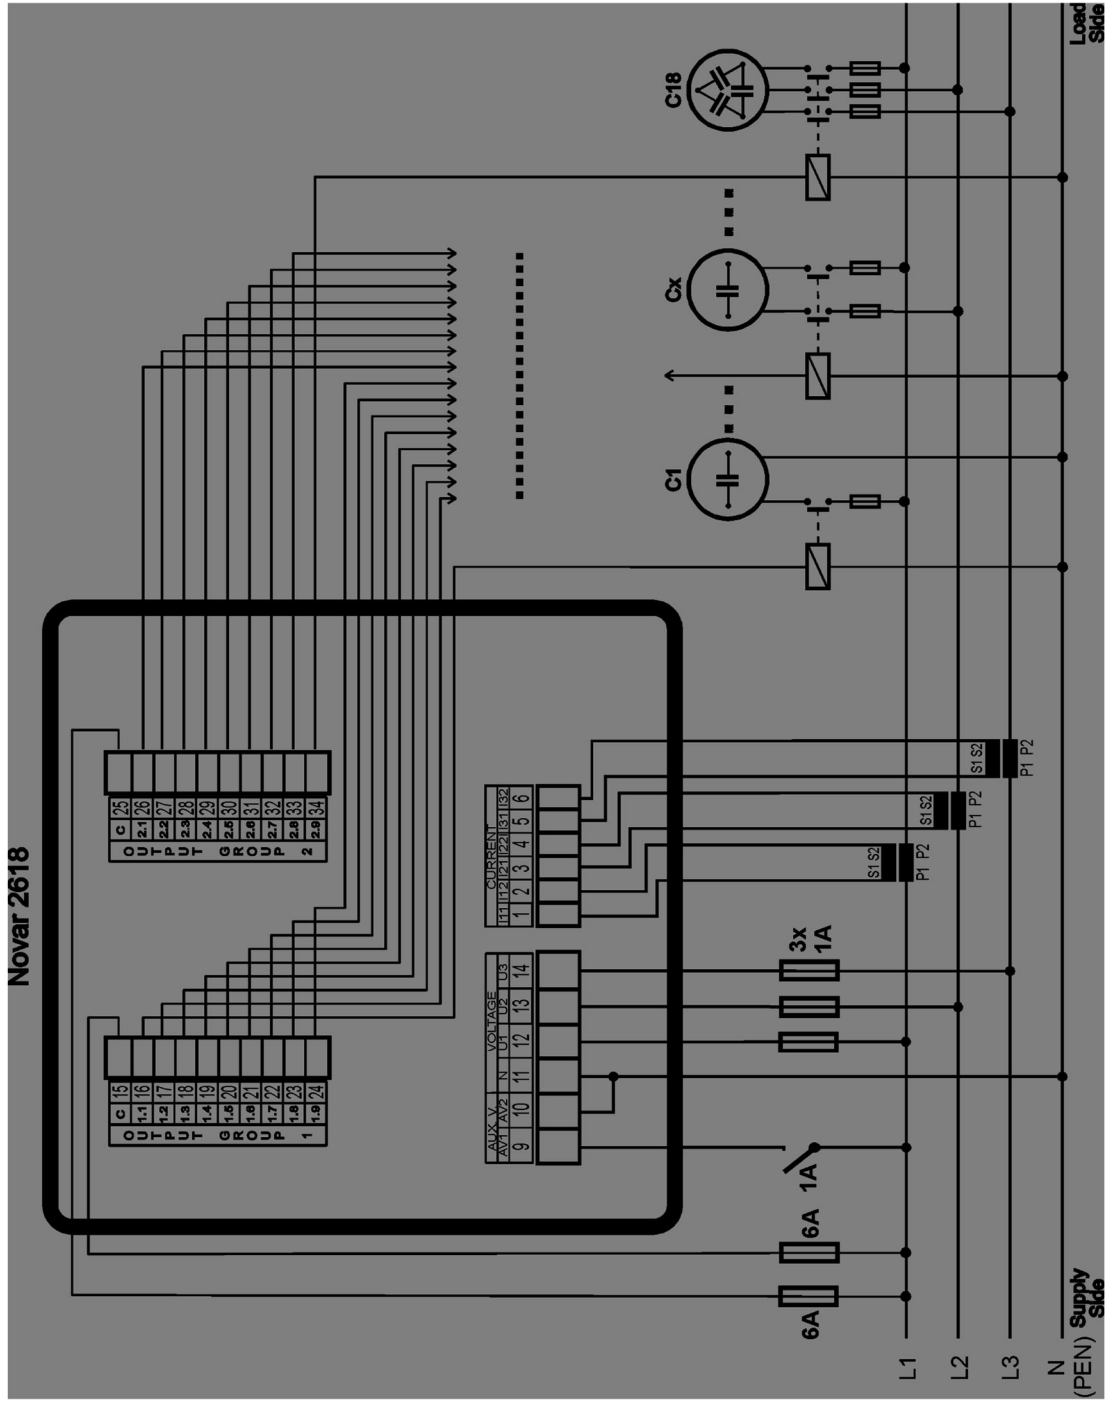 Novar 2618
C 1.1 1.2 1.3 1.4 1.5 1.6 1.7 1.8 1.9
15 16 17 18 19 20 21 22 23 24
OUTPUT GROUP 1
C 2.1 2.2 2.3 2.4 2.5 2.6 2.7 2.8 2.9
25 26 27 28 29 30 31 32 33 34
OUTPUT GROUP 2
AUX. V. VOLTAGE
AV1 AV2 N U1 U2 U3
9 10 11 12 13 14
CURRENT
I11 I12 I21 I22 I31 I32
1 2 3 4 5 6
C1
Cx
C18
6A
6A
1A
3x
1A
S1 S2
P1 P2
S1 S2
P1 P2
S1 S2
P1 P2
L1
L2
L3
N
(PEN)
Supply
Side
Load
Side